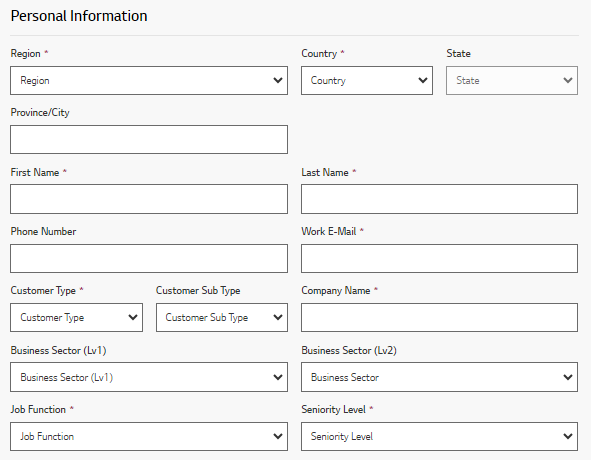 Personal Information
Region * Country * State
Region Country State
Province/City
First Name * Last Name *
Phone Number Work E-Mail *
Customer Type * Customer Sub Type Company Name *
Customer Type Customer Sub Type
Business Sector (Lv1) Business Sector (Lv2)
Business Sector (Lv1) Business Sector
Job Function * Seniority Level *
Job Function Seniority Level